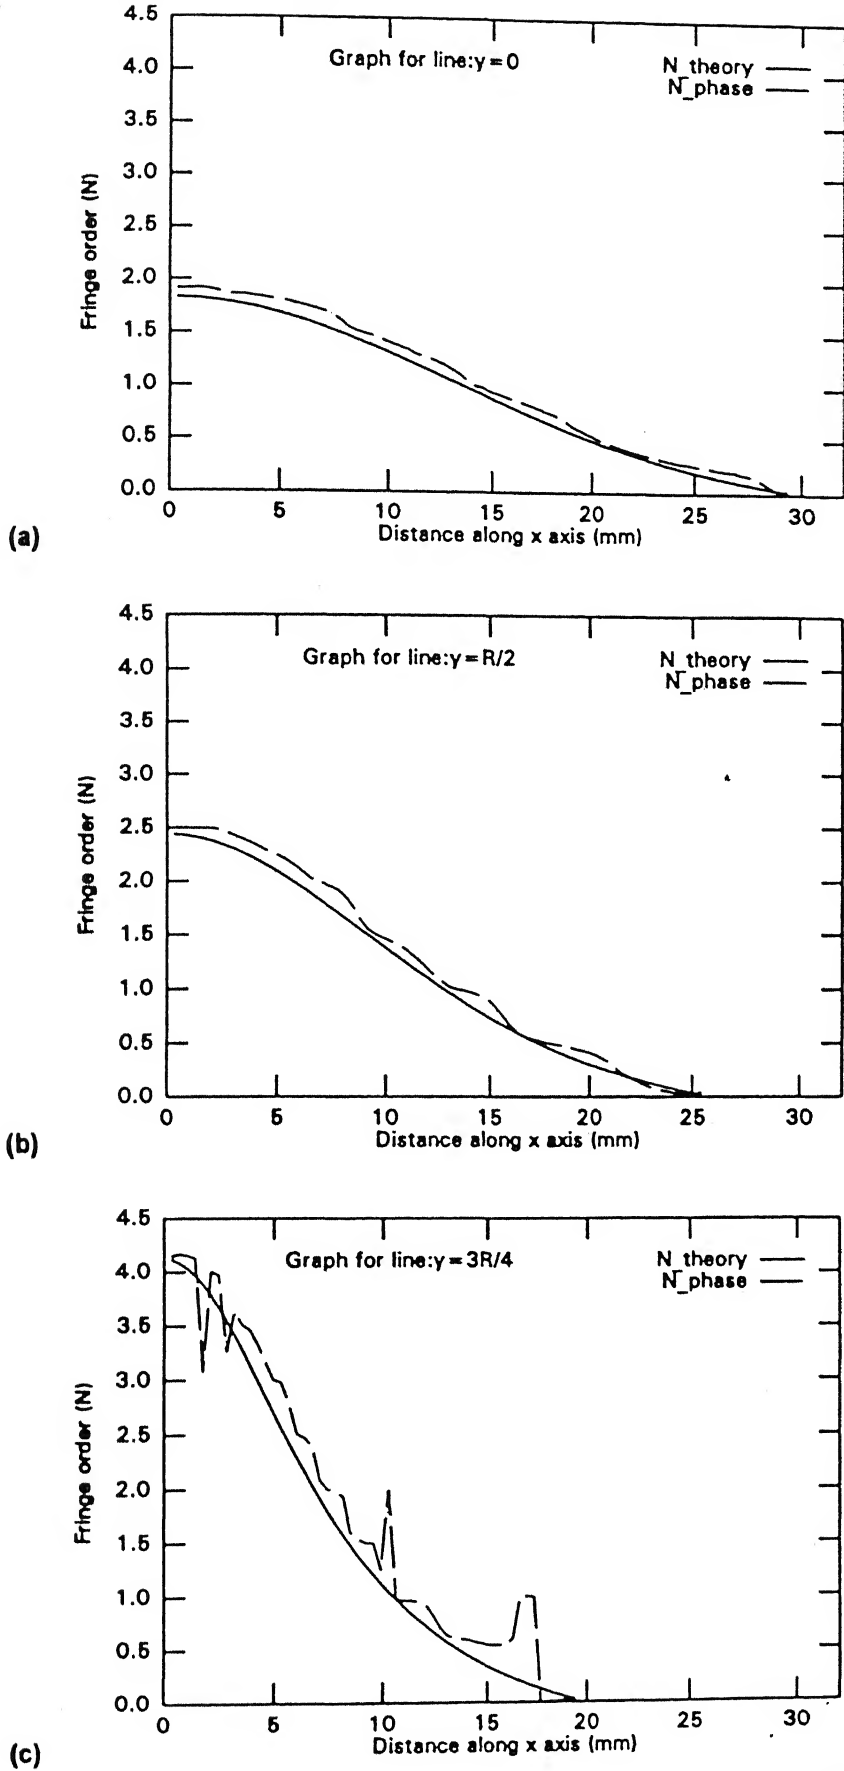 4.5
Graph for line:y=0
N_theory
4.0
N_phase
3.5
3.0
2.5
2.0
1.5
1.0
0.5
0.0
Fringe order (N)
0 5 10 15 20 25 30
Distance along x axis (mm)
(a)
4.5
Graph for line:y=R/2
N_theory
4.0
N_phase
3.5
3.0
2.5
2.0
1.5
1.0
0.5
0.0
Fringe order (N)
0 5 10 15 20 25 30
Distance along x axis (mm)
(b)
4.5
Graph for line:y=3R/4
N_theory
4.0
N_phase
3.5
3.0
2.5
2.0
1.5
1.0
0.5
0.0
Fringe order (N)
0 5 10 15 20 25 30
Distance along x axis (mm)
(c)